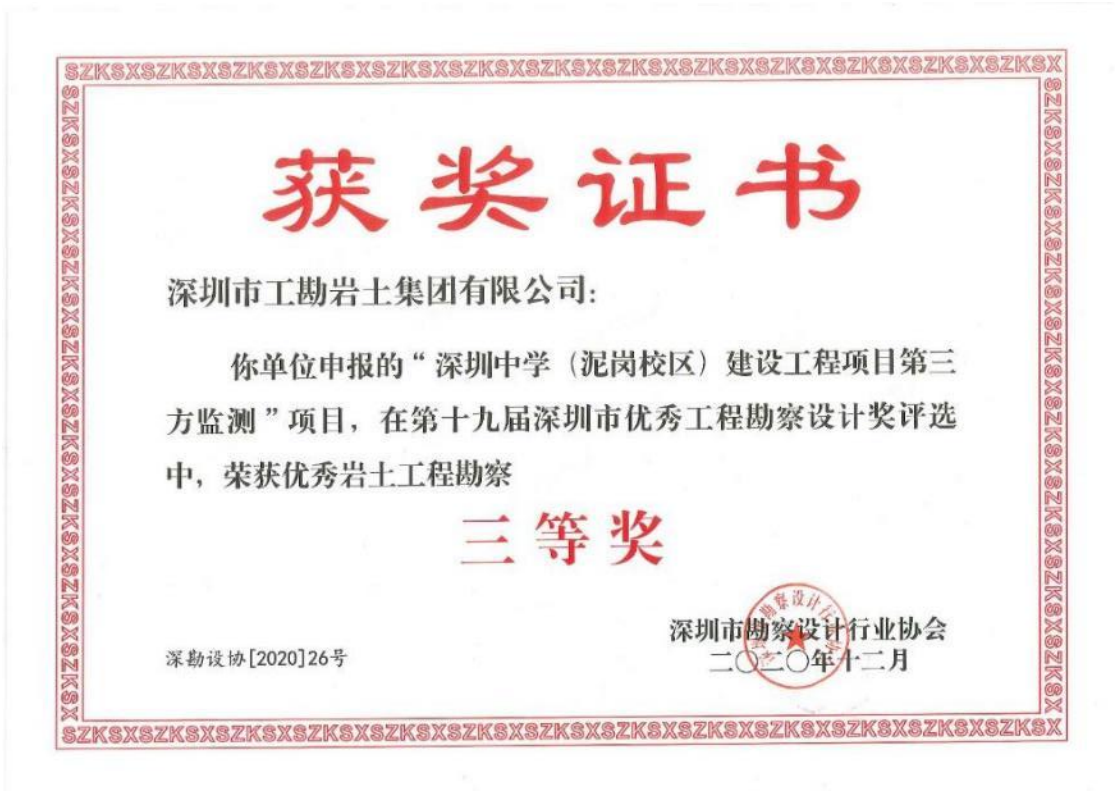 SZKSXSZKSXSZKSXSZKSXSZKSXSZKSXSZKSXSZKSXSZKSXSZKSXSZKSXSZKSX
获奖证书
深圳市工勘岩土集团有限公司:
你单位申报的“深圳中学（泥岗校区）建设工程项目第三
方监测”项目，在第十九届深圳市优秀工程勘察设计奖评选
中，荣获优秀岩土工程勘察
三等奖
深圳市勘察设计行业协会
深勘设协[2020]26号
二〇二〇年十二月
SZKSXSZKSXSZKSXSZKSXSZKSXSZKSXSZKSXSZKSXSZKSXSZKSXSZKSXSZKSX